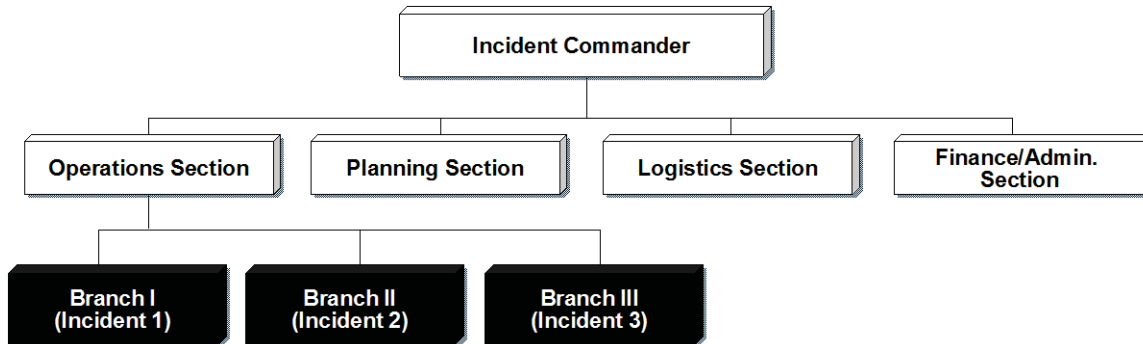 Incident Commander
Operations Section
Planning Section
Logistics Section
Finance/Admin.
Section
Branch I
(Incident 1)
Branch II
(Incident 2)
Branch III
(Incident 3)